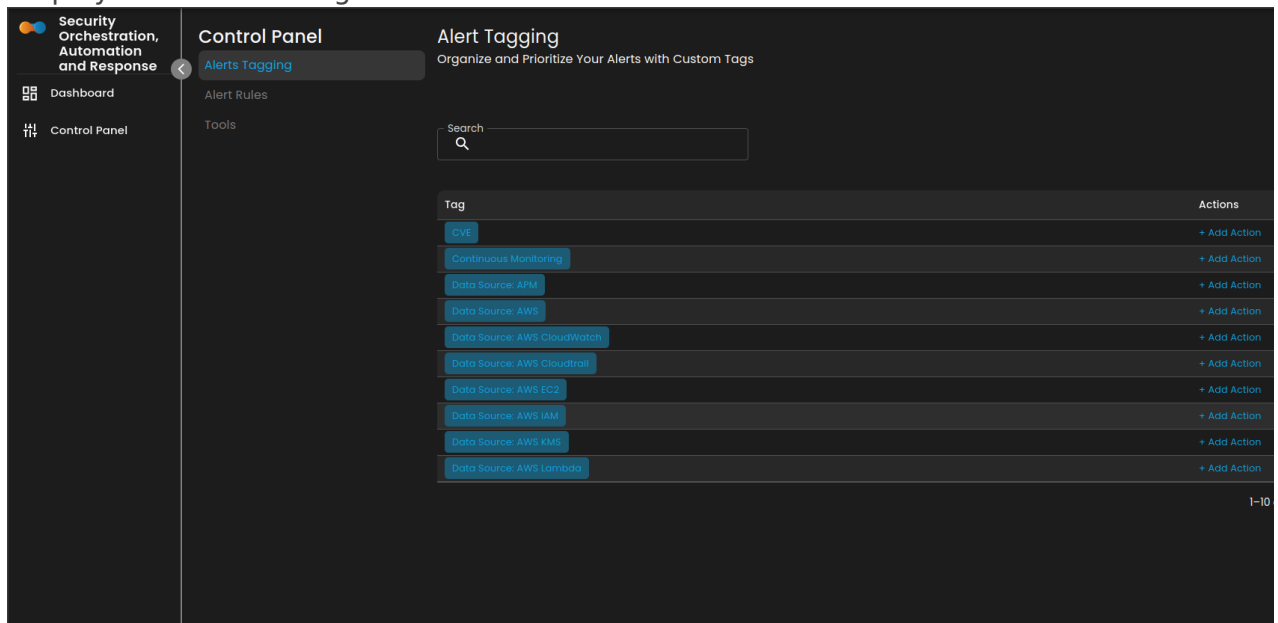 Security
Orchestration,
Automation
and Response
Dashboard
Control Panel
Control Panel
Alerts Tagging
Alert Rules
Tools
Alert Tagging
Organize and Prioritize Your Alerts with Custom Tags
Search
Tag Actions
CVE + Add Action
Continuous Monitoring + Add Action
Data Source: APM + Add Action
Data Source: AWS + Add Action
Data Source: AWS CloudWatch + Add Action
Data Source: AWS Cloudtrail + Add Action
Data Source: AWS EC2 + Add Action
Data Source: AWS IAM + Add Action
Data Source: AWS KMS + Add Action
Data Source: AWS Lambda + Add Action
1–10